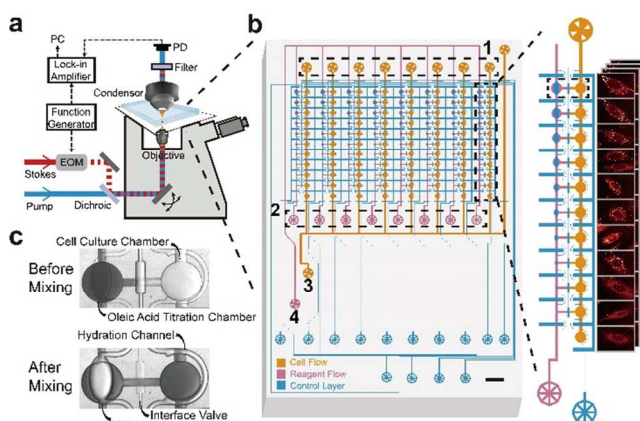 a
PC
PD
Lock-in
Amplifier
Filter
Condensor
Function
Generator
Objective
Stokes
EOM
Pump
Dichroic
b
1
2
3
4
Cell Flow
Reagent Flow
Control Layer
c
Cell Culture Chamber
Before
Mixing
Oleic Acid Titration Chamber
Hydration Channel
After
Mixing
Interface Valve